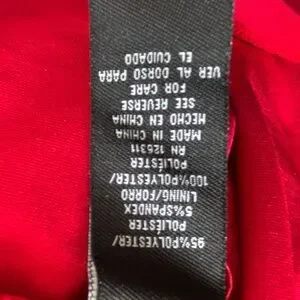 95%POLYESTER/
POLIÉSTER
5%SPANDEX
LINING/FORRO
100%POLYESTER/
POLIÉSTER
RN 126311
MADE IN CHINA
HECHO EN CHINA
SEE REVERSE
FOR CARE
VER AL DORSO PARA
EL CUIDADO